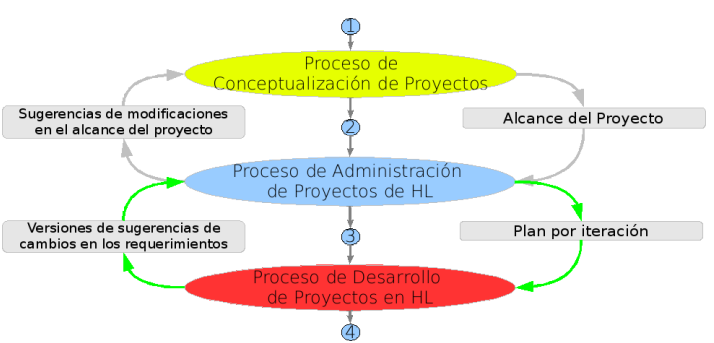 1
Proceso de
Conceptualización de Proyectos
Sugerencias de modificaciones
en el alcance del proyecto
Alcance del Proyecto
2
Proceso de Administración
de Proyectos de HL
Versiones de sugerencias de
cambios en los requerimientos
Plan por iteración
3
Proceso de Desarrollo
de Proyectos en HL
4